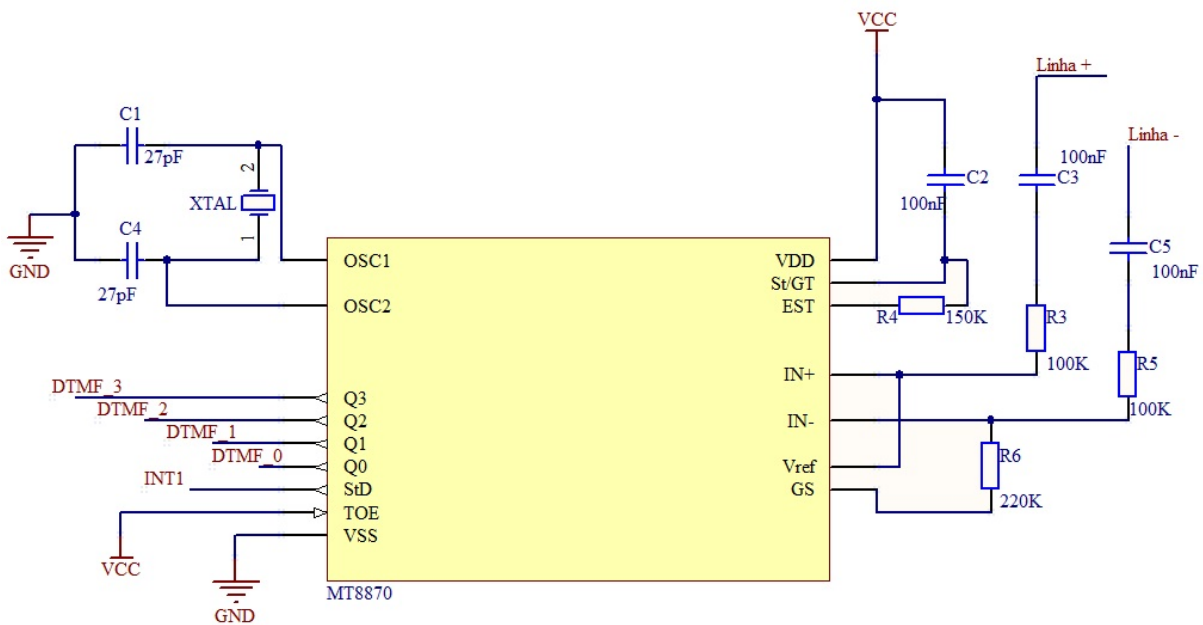 VCC
Linha +
Linha -
C1
27pF
2
XTAL
1
C4
27pF
GND
C2
100nF
100nF
C3
C5
100nF
OSC1
OSC2
VDD
St/GT
EST
R4
150K
R3
100K
R5
100K
IN+
IN-
Vref
GS
R6
220K
DTMF_3
DTMF_2
DTMF_1
DTMF_0
INT1
Q3
Q2
Q1
Q0
StD
TOE
VSS
VCC
GND
MT8870